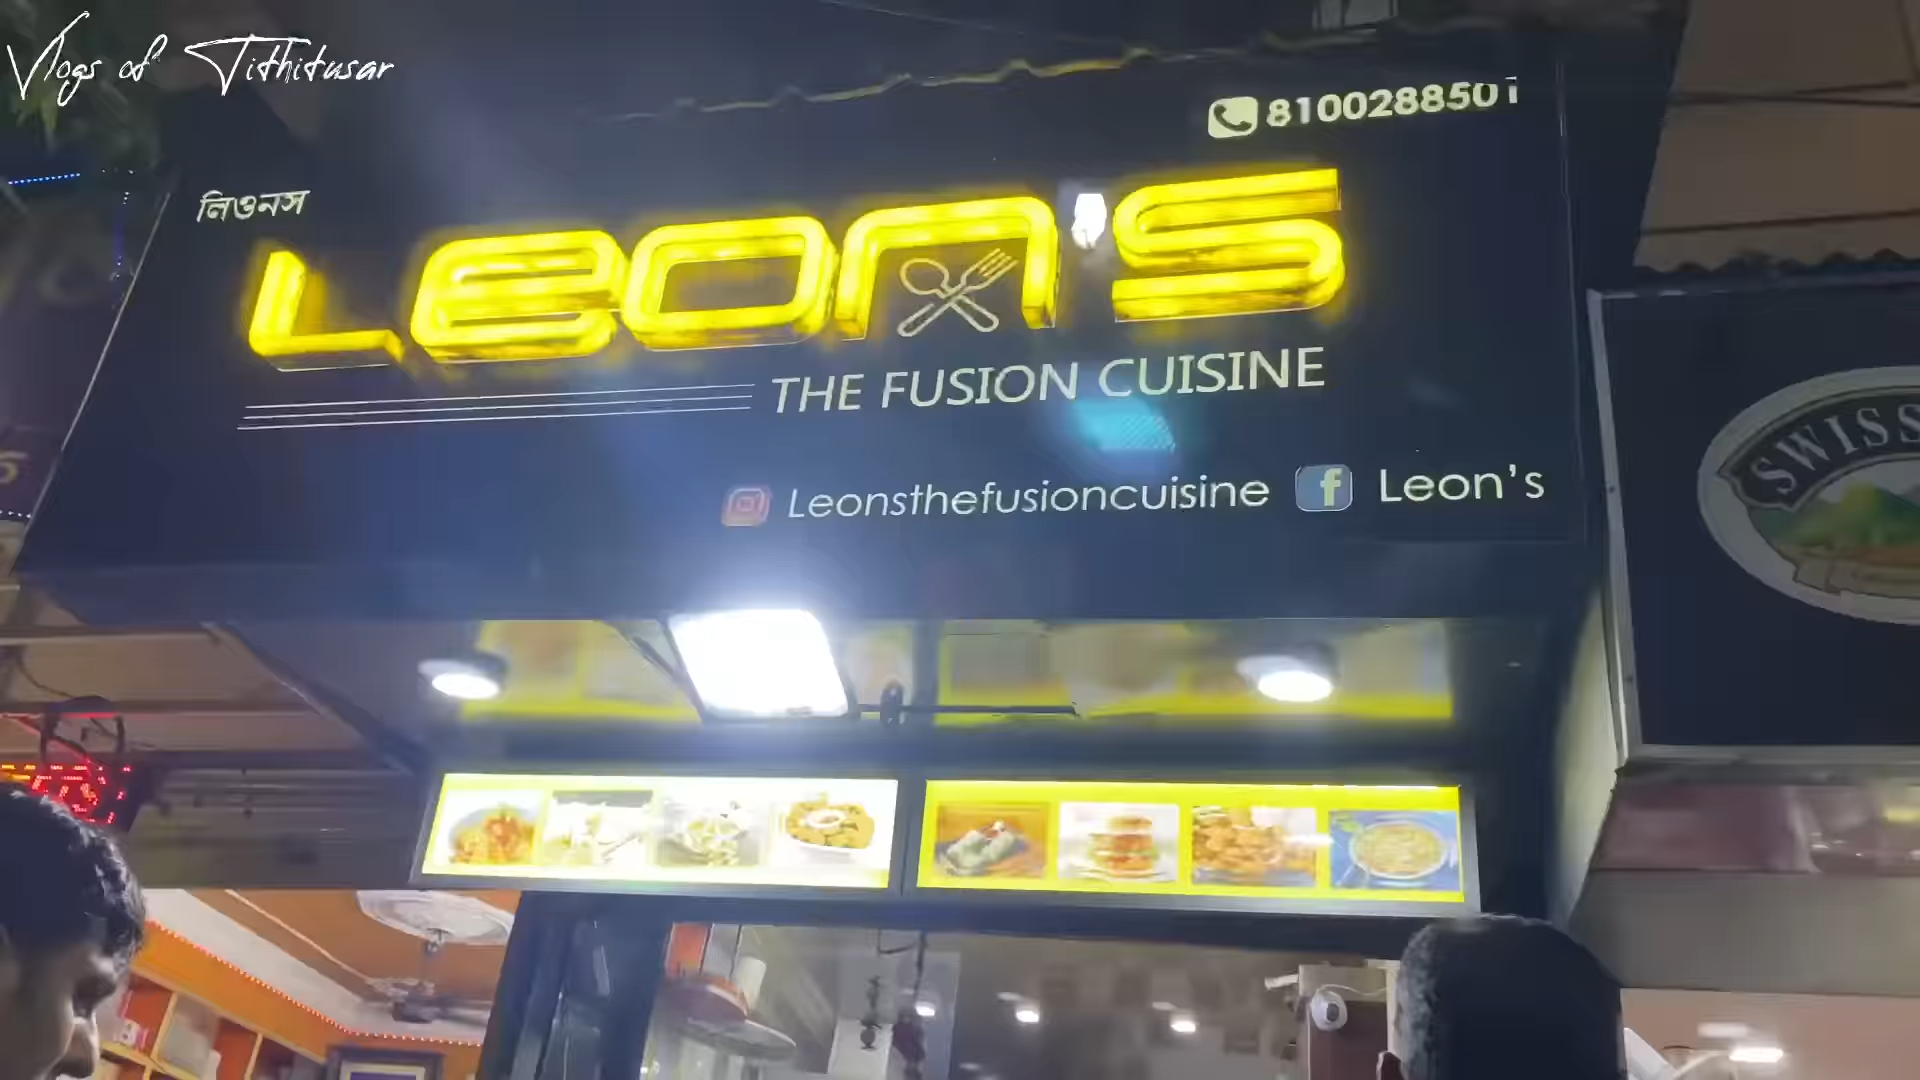 Vlogs of Tithitusar
8100288501
লিওনস
Leon's
THE FUSION CUISINE
Leonsthefusioncuisine
f Leon's
SWISS